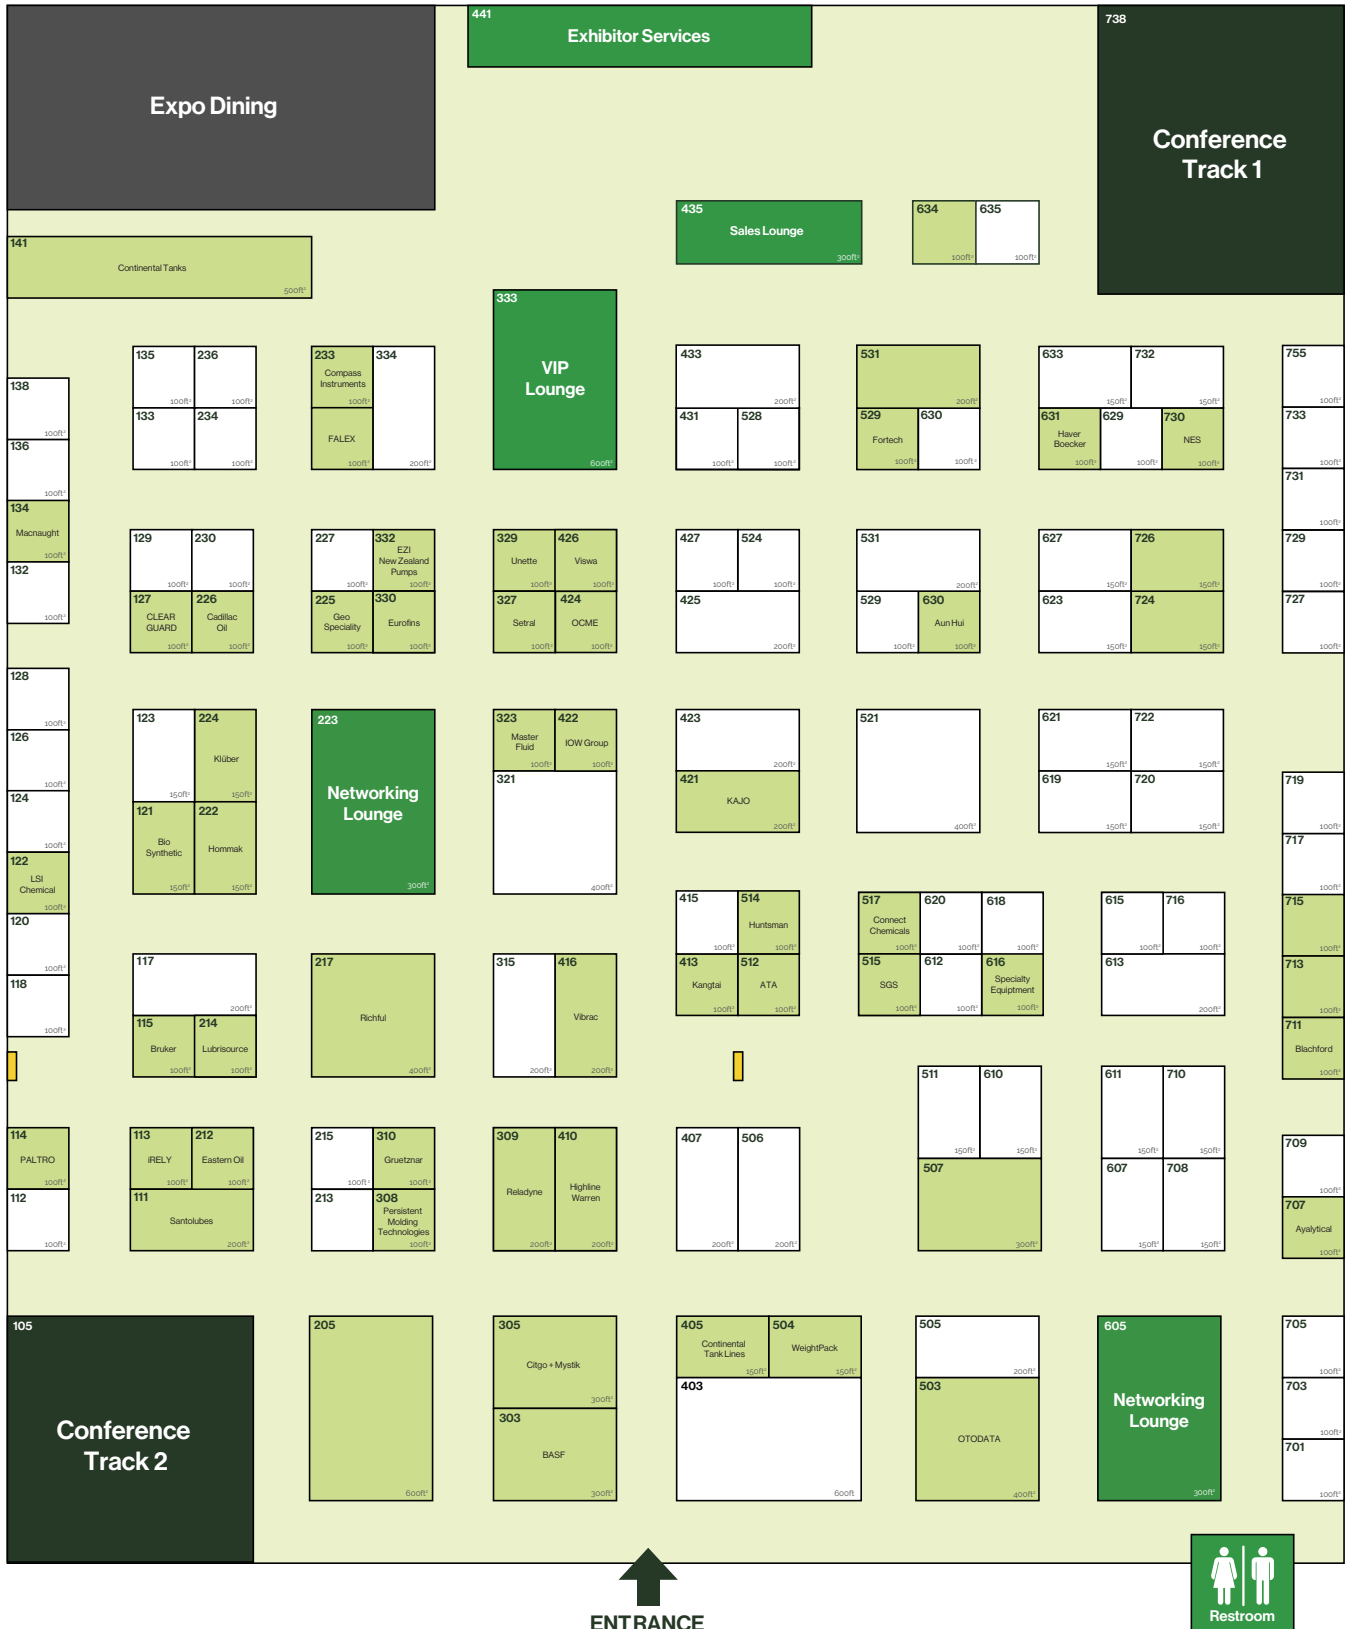 441
Exhibitor Services
738
Expo Dining
Conference
Track 1
435
Sales Lounge
300ft²
634
100ft²
635
100ft²
141
Continental Tanks
500ft²
333
VIP
Lounge
600ft²
135
100ft²
236
100ft²
133
100ft²
234
100ft²
233
Compass
Instruments
100ft²
FALEX
100ft²
334
200ft²
433
200ft²
431
100ft²
528
100ft²
531
200ft²
529
Fortech
100ft²
630
100ft²
633
150ft²
732
150ft²
631
Haver
Boecker
100ft²
629
100ft²
730
NES
100ft²
755
100ft²
733
100ft²
731
100ft²
729
100ft²
727
100ft²
138
100ft²
136
100ft²
134
Macnaught
100ft²
132
100ft²
129
100ft²
230
100ft²
127
CLEAR
GUARD
100ft²
226
Cadillac
Oil
100ft²
227
100ft²
332
EZI
New Zealand
Pumps
100ft²
225
Geo
Speciality
100ft²
330
Eurofins
100ft²
329
Unette
100ft²
426
Viswa
100ft²
327
Setral
100ft²
424
OCME
100ft²
427
100ft²
524
100ft²
425
200ft²
531
200ft²
529
100ft²
630
Aun Hui
100ft²
627
150ft²
726
150ft²
623
150ft²
724
150ft²
128
100ft²
126
100ft²
124
100ft²
122
LSI
Chemical
100ft²
120
100ft²
118
100ft²
123
150ft²
224
Klüber
150ft²
121
Bio
Synthetic
150ft²
222
Hommak
150ft²
223
Networking
Lounge
300ft²
323
Master
Fluid
100ft²
422
IOW Group
100ft²
321
400ft²
423
200ft²
421
KAJO
200ft²
521
400ft²
621
150ft²
722
150ft²
619
150ft²
720
150ft²
719
100ft²
717
100ft²
715
100ft²
713
100ft²
711
Blachford
100ft²
117
200ft²
115
Bruker
100ft²
214
Lubrisource
100ft²
217
Richful
400ft²
315
200ft²
416
Vibrac
200ft²
415
100ft²
514
Huntsman
100ft²
413
Kangtai
100ft²
512
ATA
100ft²
517
Connect
Chemicals
100ft²
620
100ft²
618
100ft²
515
SGS
100ft²
612
100ft²
616
Specialty
Equiptment
100ft²
615
100ft²
716
100ft²
613
200ft²
511
150ft²
610
150ft²
507
300ft²
611
150ft²
710
150ft²
607
150ft²
708
150ft²
709
100ft²
707
Ayalytical
100ft²
114
PALTRO
100ft²
112
100ft²
113
iRELY
100ft²
212
Eastern Oil
100ft²
111
Santolubes
200ft²
215
100ft²
310
Gruetznar
100ft²
213
308
Persistent
Molding
Technologies
100ft²
309
Reladyne
200ft²
410
Highline
Warren
200ft²
407
200ft²
506
200ft²
105
Conference
Track 2
205
600ft²
305
Citgo + Mystik
300ft²
303
BASF
300ft²
405
Continental
Tank Lines
150ft²
504
WeightPack
150ft²
403
600ft
505
200ft²
503
OTODATA
400ft²
605
Networking
Lounge
300ft²
705
100ft²
703
100ft²
701
100ft²
ENTRANCE
Restroom